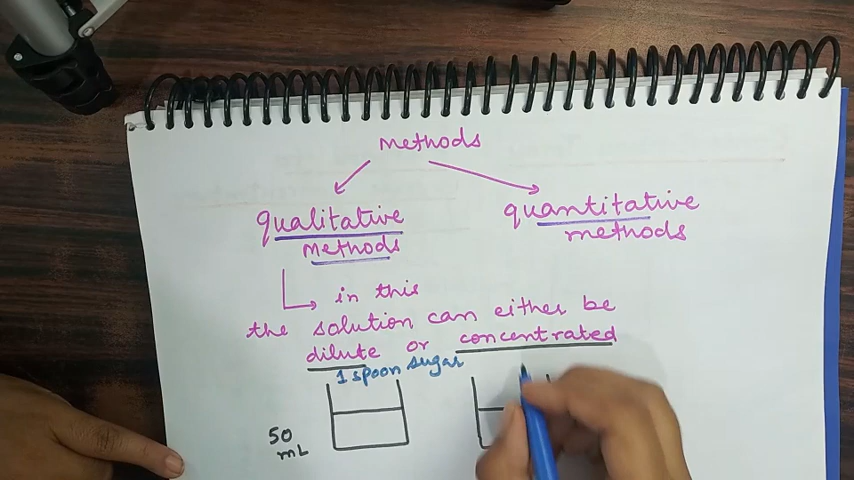 methods
qualitative
methods
quantitative
methods
in this
the solution can either be
dilute or concentrated
1 spoon sugar
50
mL